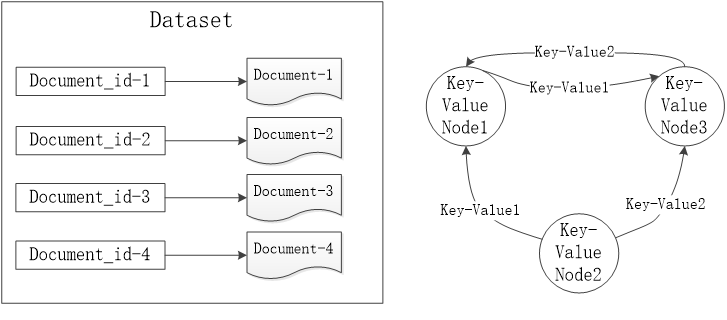 Dataset
Document_id-1
Document-1
Document_id-2
Document-2
Document_id-3
Document-3
Document_id-4
Document-4
Key-Value2
Key-Value1
Key-
Value
Node1
Key-
Value
Node3
Key-Value1
Key-Value2
Key-
Value
Node2